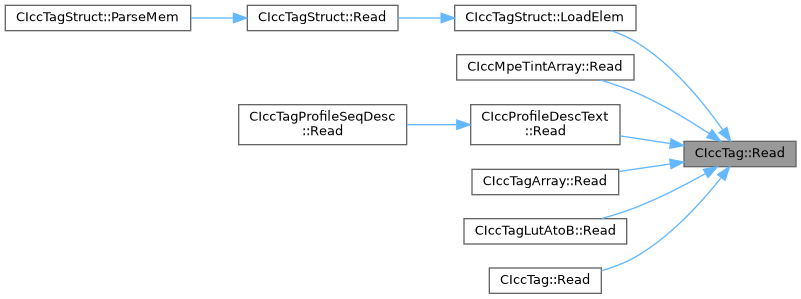 CIccTagStruct::ParseMem
CIccTagStruct::Read
CIccTagStruct::LoadElem
CIccMpeTintArray::Read
CIccTagProfileSeqDesc
::Read
CIccProfileDescText
::Read
CIccTag::Read
CIccTagArray::Read
CIccTagLutAtoB::Read
CIccTag::Read